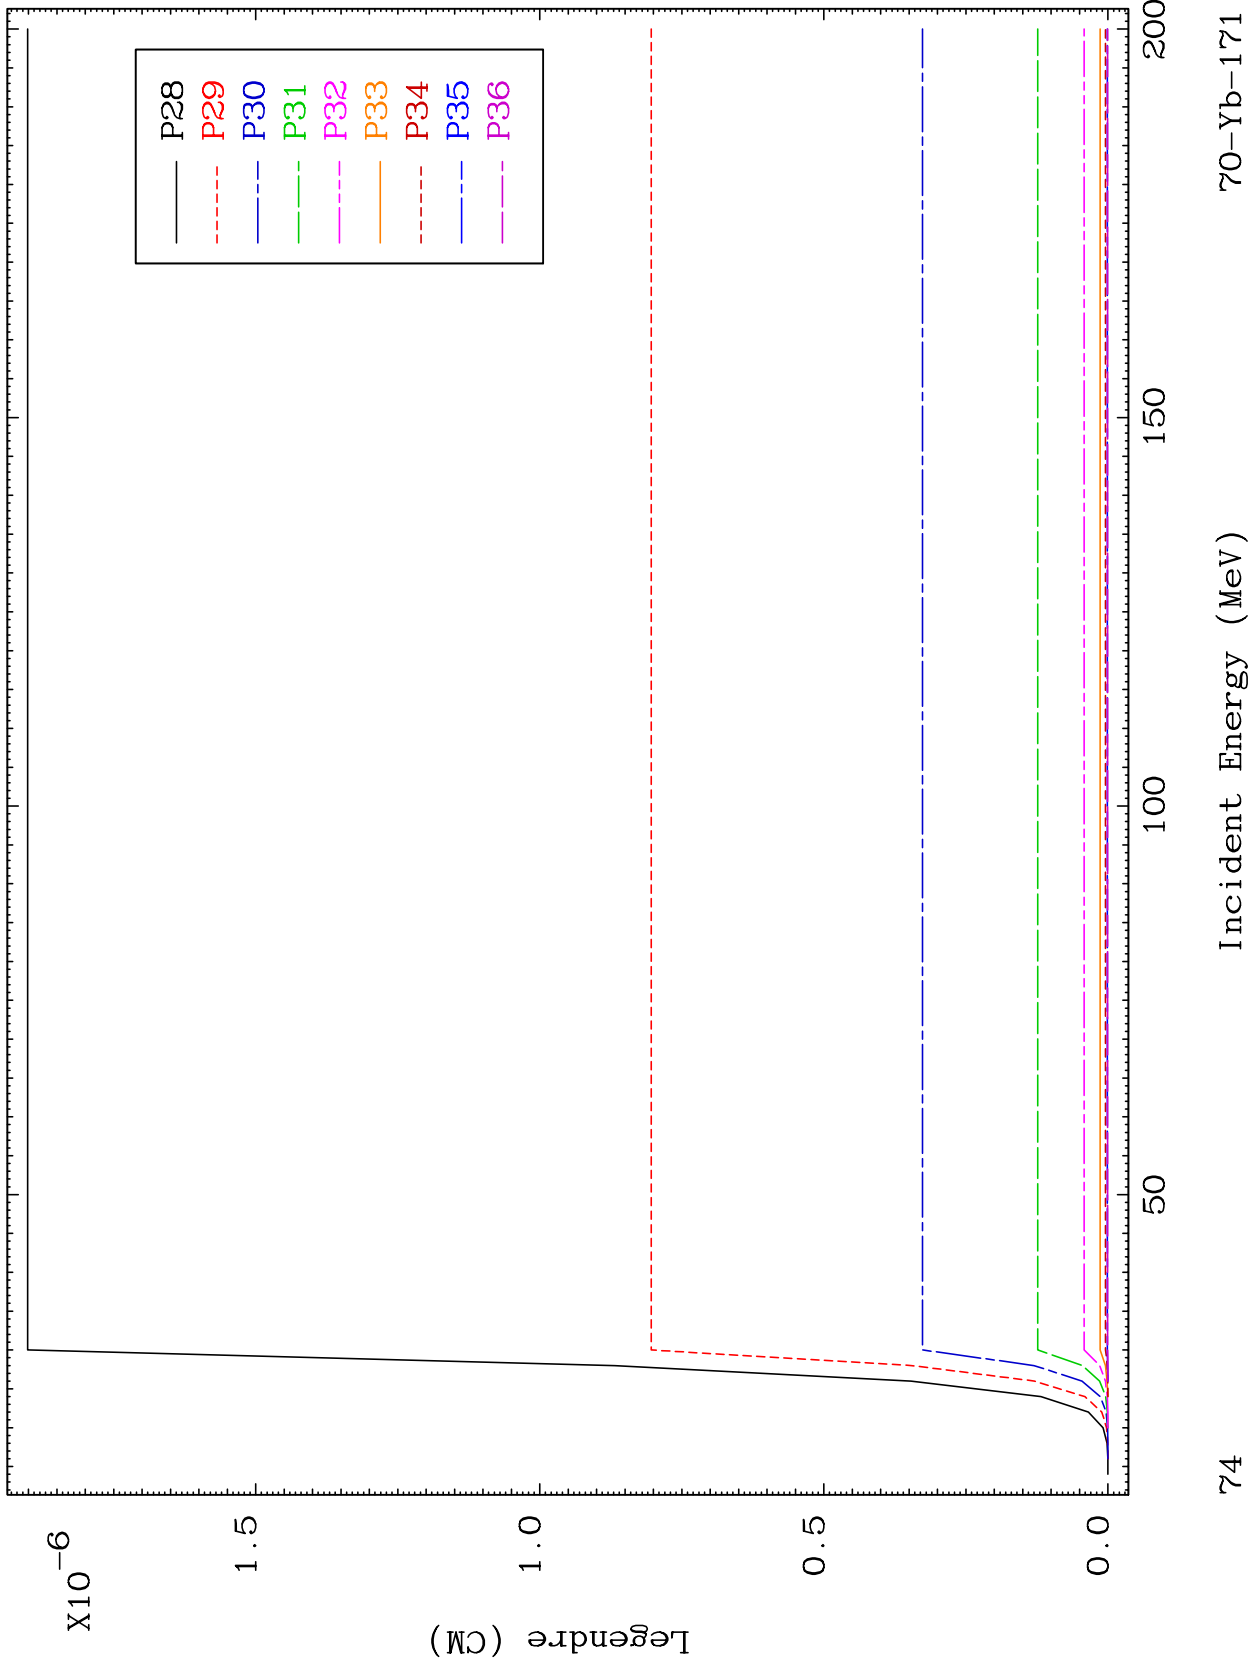 X10-6
1.5
1.0
0.5
0.0
Legendre (CM)
P28
P29
P30
P31
P32
P33
P34
P35
P36
50
100
150
200
Incident Energy (MeV)
74
70-Yb-171